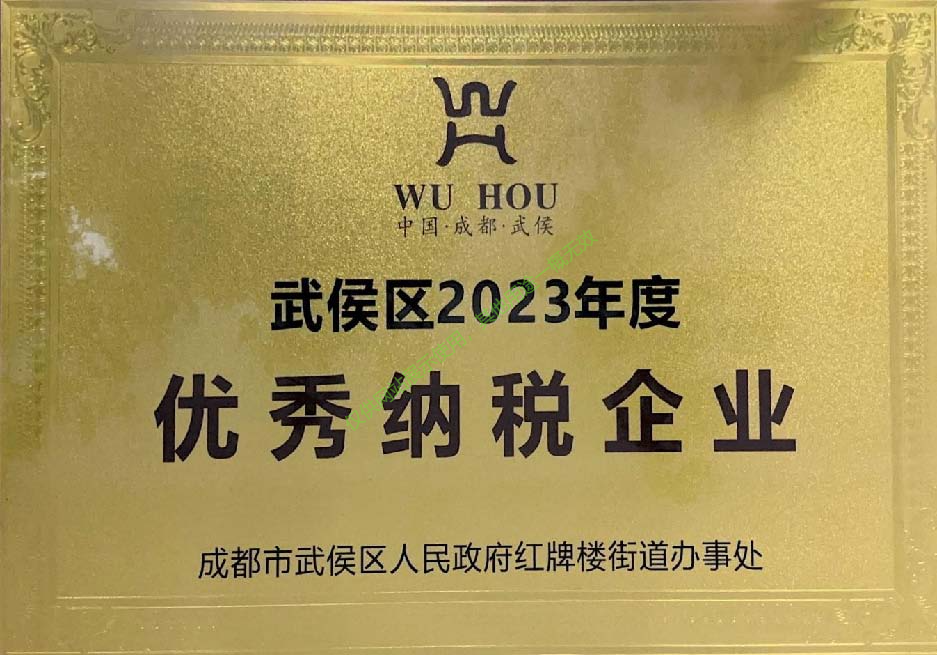 WU HOU
中国·成都·武侯
武侯区2023年度
优秀纳税企业
成都市武侯区人民政府红牌楼街道办事处